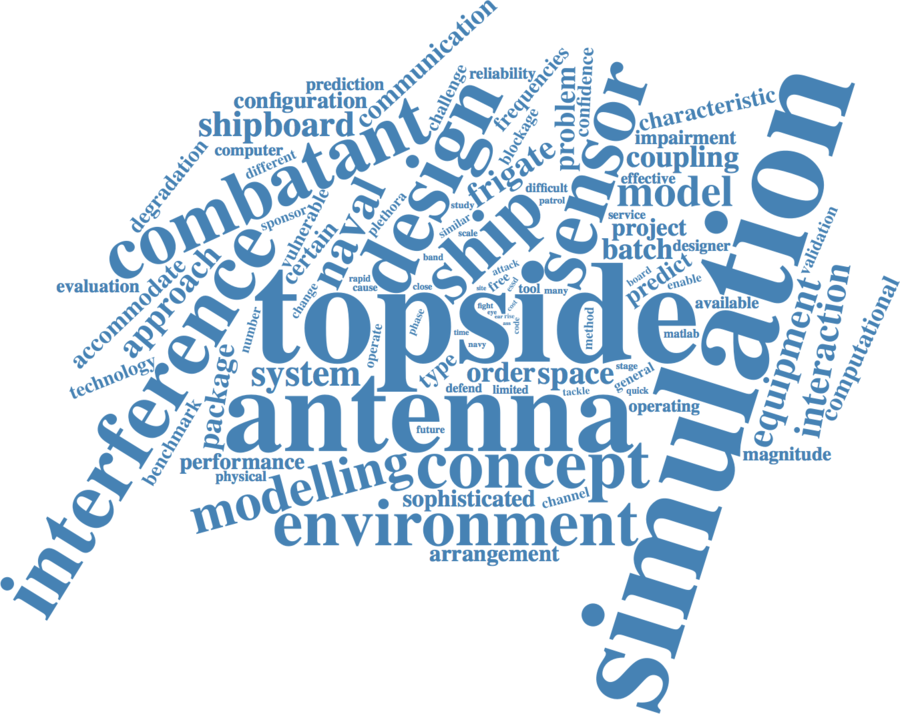 communication
prediction
reliability
configuration
challenge
frequencies
confidence
shipboard
combatant
design
sensor
problem
characteristic
simulation
computer
different
blockage
impairment
degradation
frigate
coupling
effective
model
naval
plethora
study
difficult
patrol
sponsor
vulnerable
certain
similar
scale
ship
service
project
batch
designer
validation
interference
accommodate
approach
evaluation
band
attack
free
rapid
cause
close
site
tool
many
board
predict
enable
available
change
topside
fight
eye
code
cost
rise
phase
number
operate
time
navy
method
matlab
equipment
interaction
computational
technology
package
system
type
order
space
stage
general
quick
defend
limited
tackle
operating
benchmark
antenna
future
magnitude
performance
physical
modelling
concept
sophisticated
channel
environment
arrangement